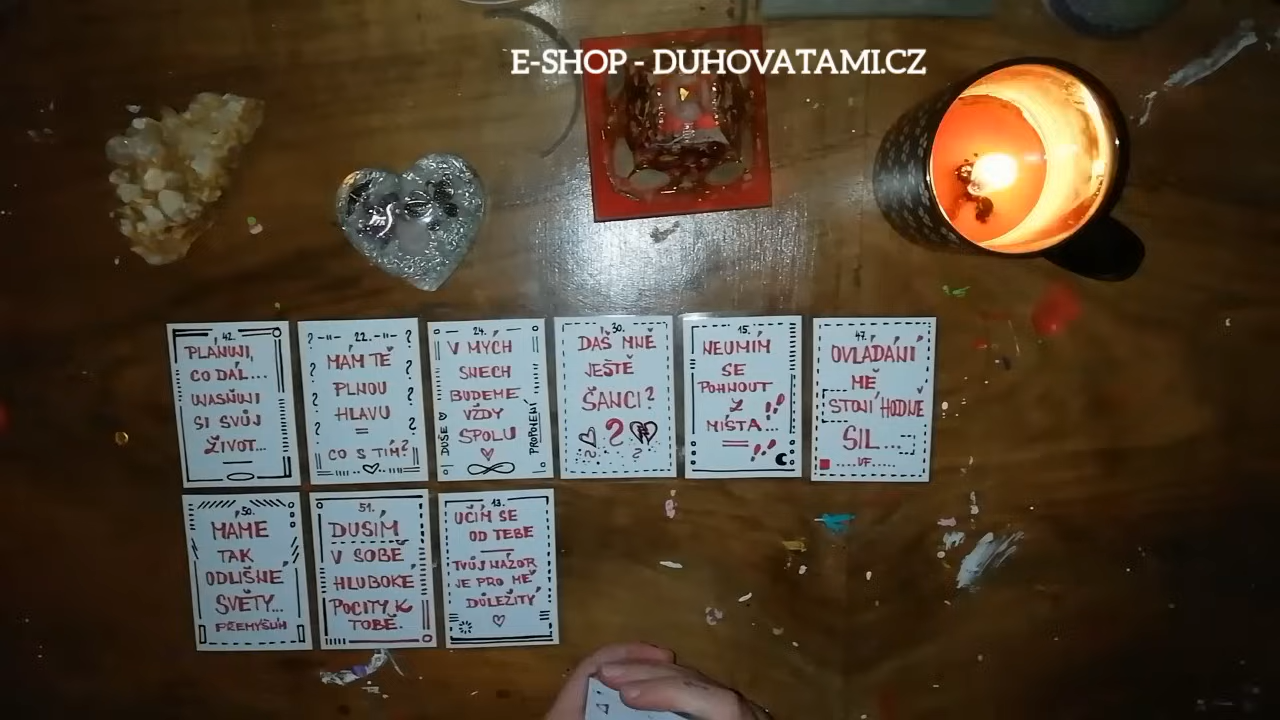 E-SHOP - DUHOVATAMI.CZ
42.
PLÁNUJI,
CO DÁL...
UJASŇUJI
SI SVŮJ
ŽIVOT...
22.
MÁM TĚ
PLNOU
HLAVU
=
CO S TÍM?
24.
V MÝCH
SNECH
BUDEME
VŽDY
SPOLU
DUŠE
PROPOJENÍ
30.
DÁŠ MNĚ
JEŠTĚ
ŠANCI?
?
15.
NEUMÍM
SE
POHNOUT
Z
MÍSTA...
47.
OVLÁDÁNÍ
MĚ
STOJÍ HODNĚ
SIL...
50.
MÁME
TAK
ODLIŠNÉ
SVĚTY...
PŘEMÝŠLÍM
51.
DUSÍM
V SOBĚ
HLUBOKÉ
POCITY K
TOBĚ.
13.
UČÍM SE
OD TEBE
TVŮJ NÁZOR
JE PRO MĚ
DŮLEŽITÝ